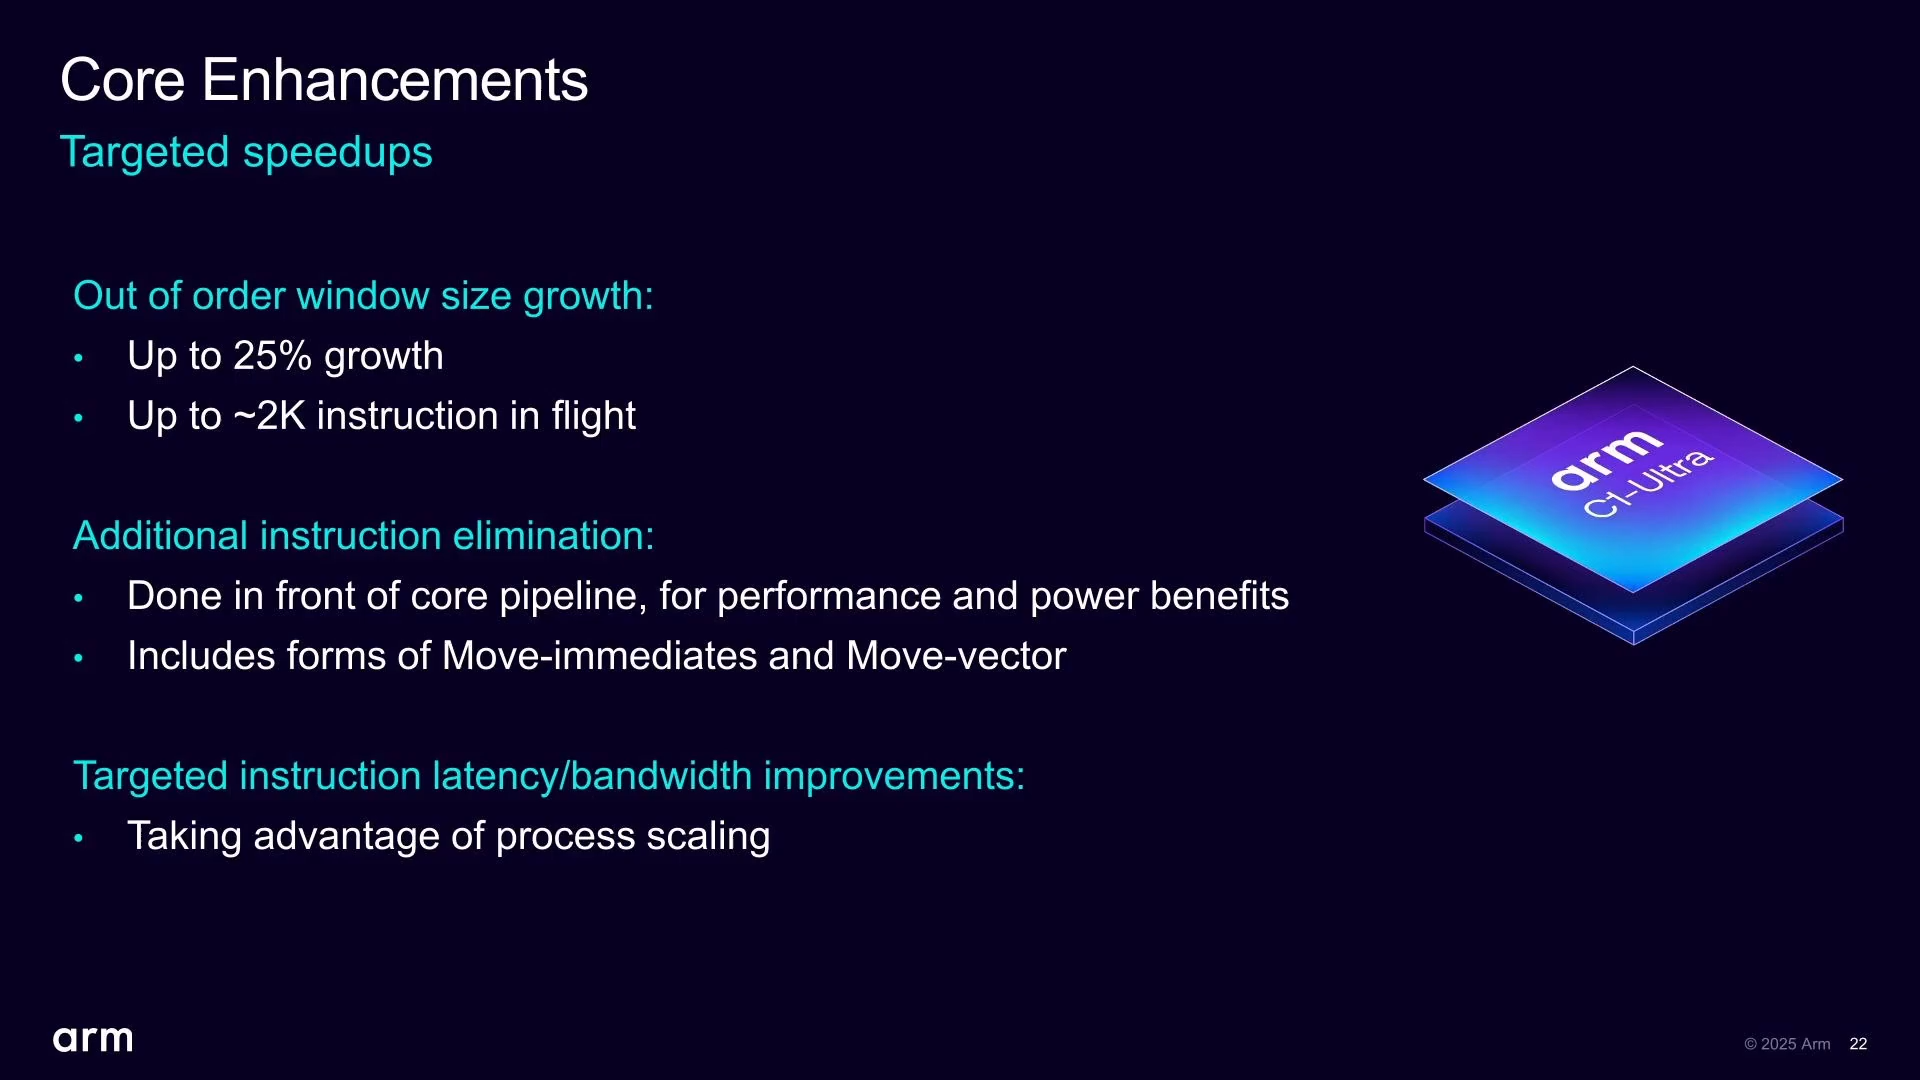 Core Enhancements
Targeted speedups
Out of order window size growth:
• Up to 25% growth
• Up to ~2K instruction in flight
Additional instruction elimination:
• Done in front of core pipeline, for performance and power benefits
• Includes forms of Move-immediates and Move-vector
Targeted instruction latency/bandwidth improvements:
• Taking advantage of process scaling
arm
C1-Ultra
arm
© 2025 Arm 22